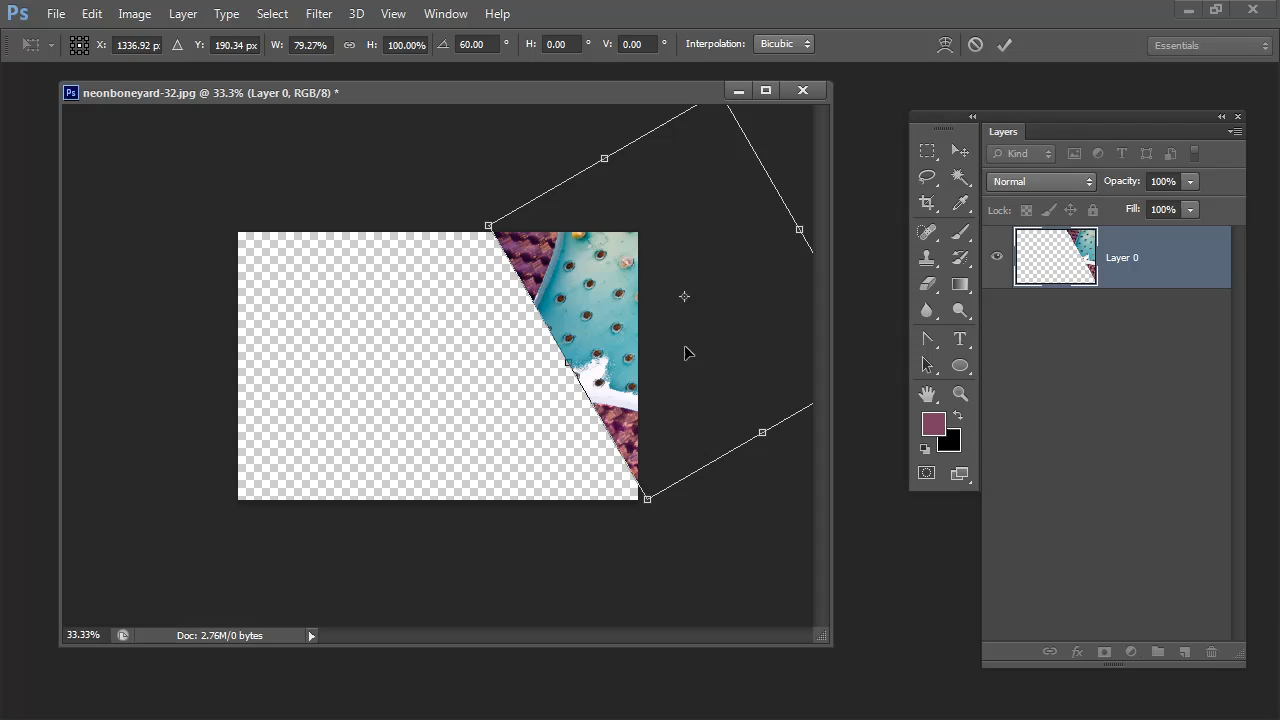 Ps File Edit Image Layer Type Select Filter 3D View Window Help
X: 1336.92 p Y: 190.34 px W: 79.27% H: 100.00% 60.00 ° H: 0.00 ° V: 0.00 ° Interpolation: Bicubic Essentials
Ps neonboneyard-32.jpg @ 33.3% (Layer 0, RGB/8) *
Layers
Kind
Normal Opacity: 100%
Lock: Fill: 100%
Layer 0
33.33% Doc: 2.76M/0 bytes